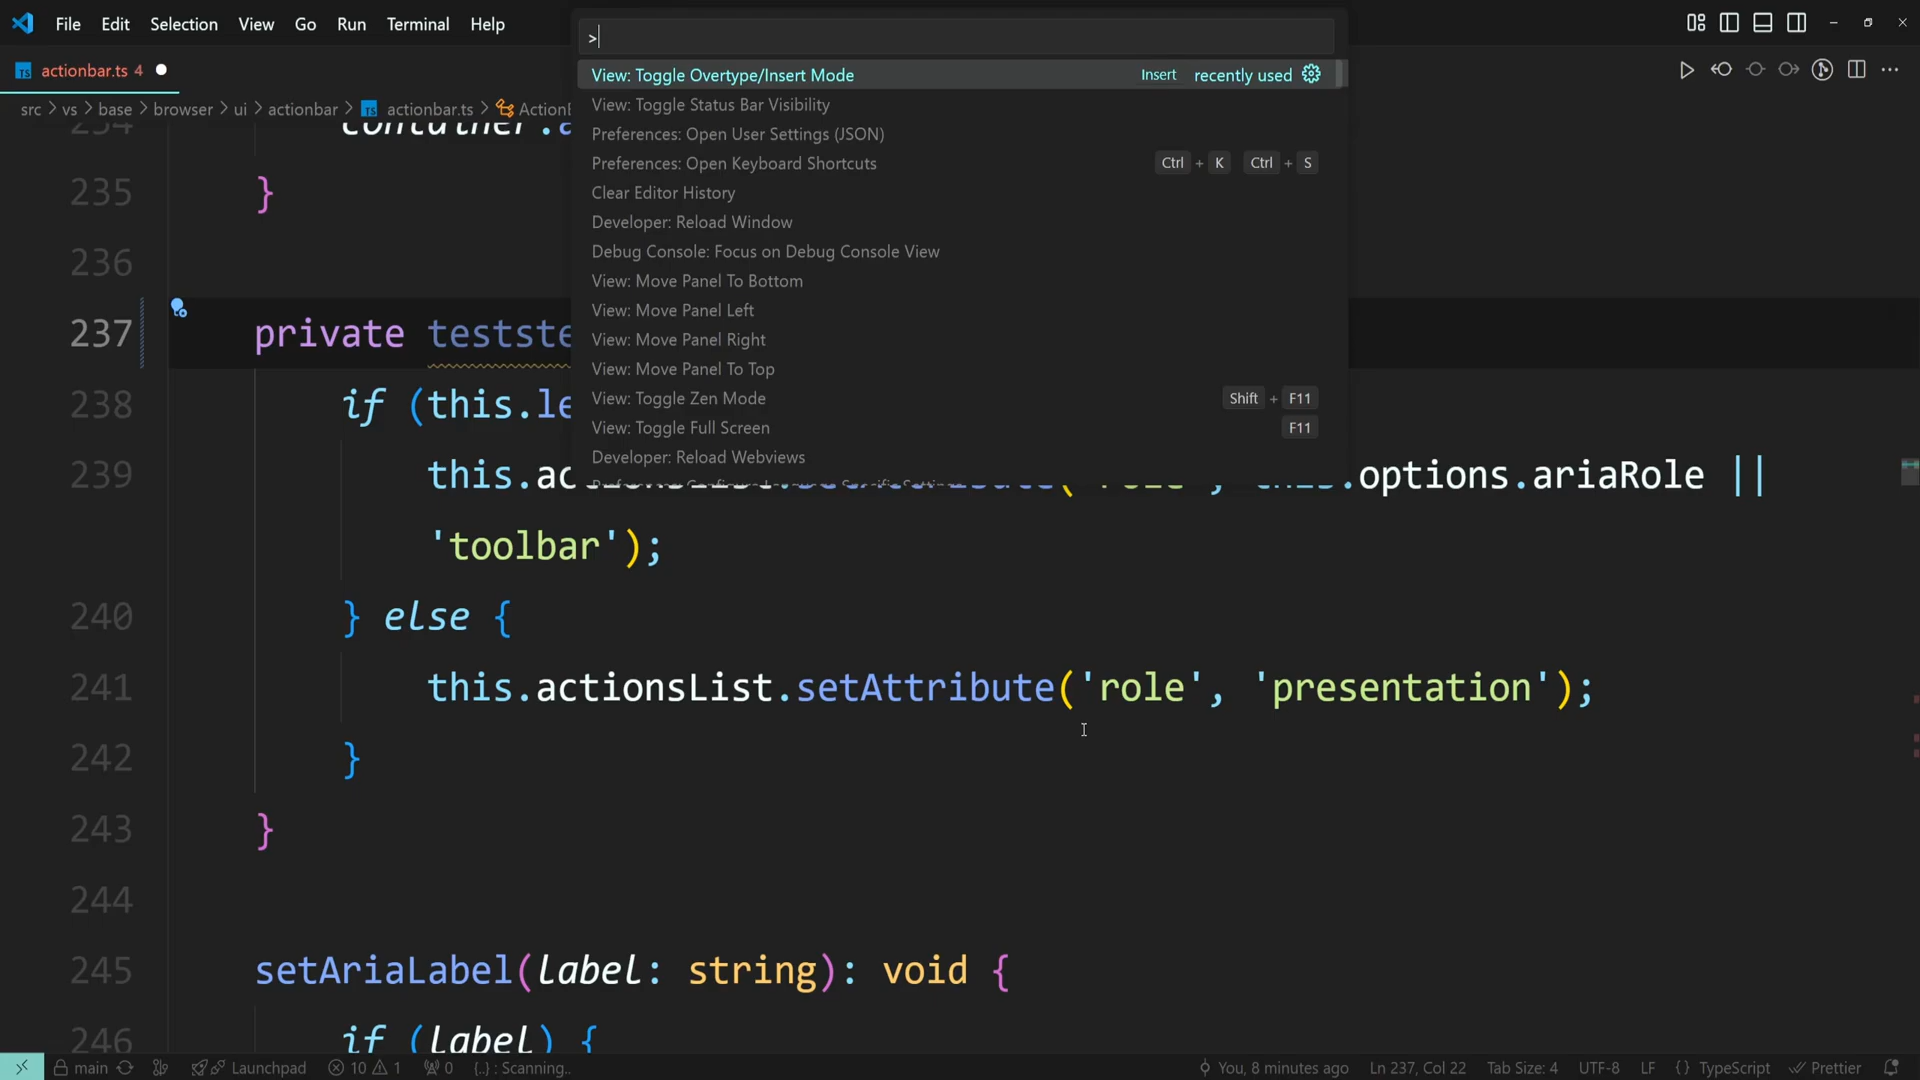 File Edit Selection View Go Run Terminal Help
>
actionbar.ts 4
View: Toggle Overtype/Insert Mode Insert recently used
View: Toggle Status Bar Visibility
Preferences: Open User Settings (JSON)
Preferences: Open Keyboard Shortcuts Ctrl + K Ctrl + S
Clear Editor History
Developer: Reload Window
Debug Console: Focus on Debug Console View
View: Move Panel To Bottom
View: Move Panel Left
View: Move Panel Right
View: Move Panel To Top
View: Toggle Zen Mode Shift + F11
View: Toggle Full Screen F11
Developer: Reload Webviews
src > vs > base > browser > ui > actionbar > TS actionbar.ts > ActionB
234 container.a
235 }
236
237 private testste
238 if (this.le
239 this.ac this.options.ariaRole ||
'toolbar');
240 } else {
241 this.actionsList.setAttribute('role', 'presentation');
242 }
243 }
244
245 setAriaLabel(label: string): void {
246 if (label) {
main Launchpad 10 1 0 {..} : Scanning.. You, 8 minutes ago Ln 237, Col 22 Tab Size: 4 UTF-8 LF {} TypeScript Prettier